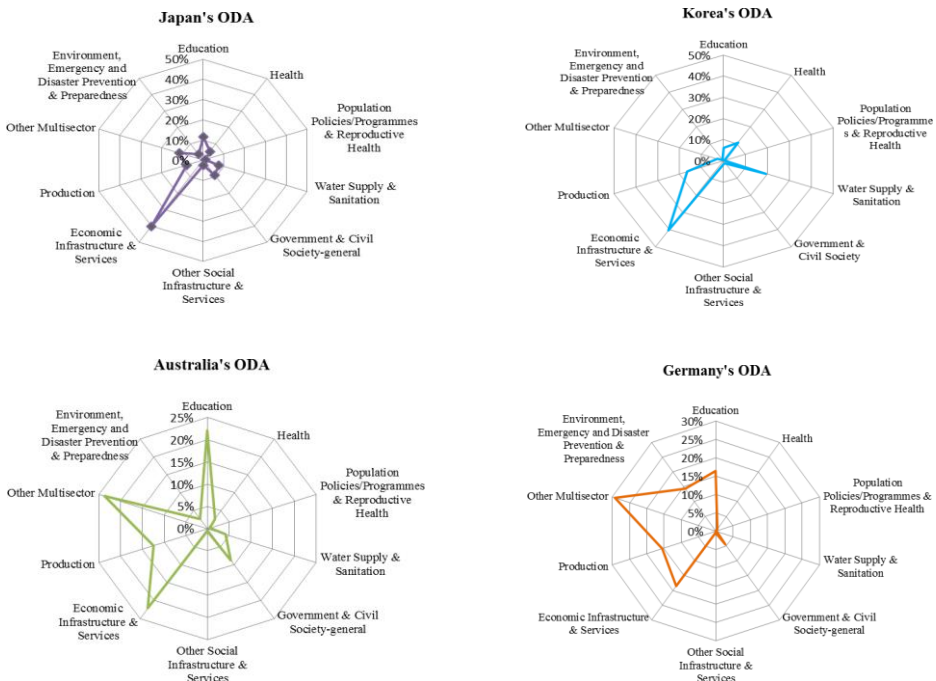 Japan's ODA
Education
50%
40%
30%
20%
10%
0%
Health
Population
Policies/Programmes
& Reproductive
Health
Water Supply &
Sanitation
Government & Civil
Society-general
Other Social
Infrastructure &
Services
Economic
Infrastructure &
Services
Production
Other Multisector
Environment,
Emergency and
Disaster Prevention
& Preparedness
Korea's ODA
Education
50%
40%
30%
20%
10%
0%
Health
Population
Policies/Programme
s & Reproductive
Health
Water Supply &
Sanitation
Government &
Civil Society
Other Social
Infrastructure &
Services
Economic
Infrastructure &
Services
Production
Other Multisector
Environment,
Emergency and
Disaster Prevention
& Preparedness
Australia's ODA
Education
25%
20%
15%
10%
5%
0%
Health
Population
Policies/Programmes
& Reproductive
Health
Water Supply &
Sanitation
Government & Civil
Society-general
Other Social
Infrastructure &
Services
Economic
Infrastructure &
Services
Production
Other Multisector
Environment,
Emergency and
Disaster Prevention
& Preparedness
Germany's ODA
Education
30%
25%
20%
15%
10%
5%
0%
Health
Population
Policies/Programmes &
Reproductive Health
Water Supply &
Sanitation
Government & Civil
Society-general
Other Social
Infrastructure &
Services
Economic Infrastructure
& Services
Production
Other Multisector
Environment,
Emergency and Disaster
Prevention &
Preparedness